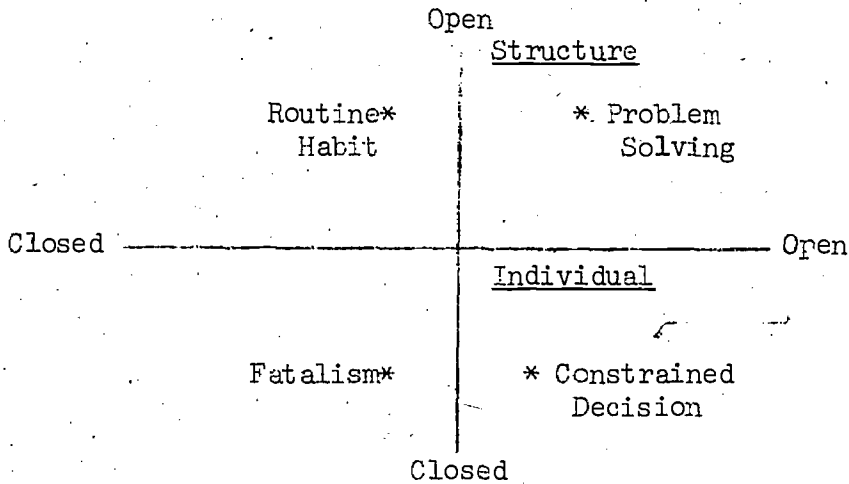 Open
Structure
Routine* *. Problem
Habit Solving
Closed Open
Individual
Fatalism* * Constrained
Decision
Closed